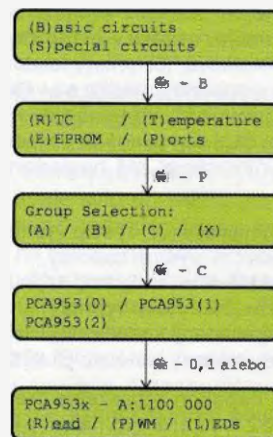 (B)asic circuits
(S)pecial circuits
- B
(R)TC / (T)emperature
(E)EPROM / (P)orts
- P
Group Selection:
(A) / (B) / (C) / (X)
- C
PCA953(0) / PCA953(1)
PCA953(2)
- 0,1 alebo
PCA953x - A:1100 000
(R)ead / (P)WM / (L)EDs